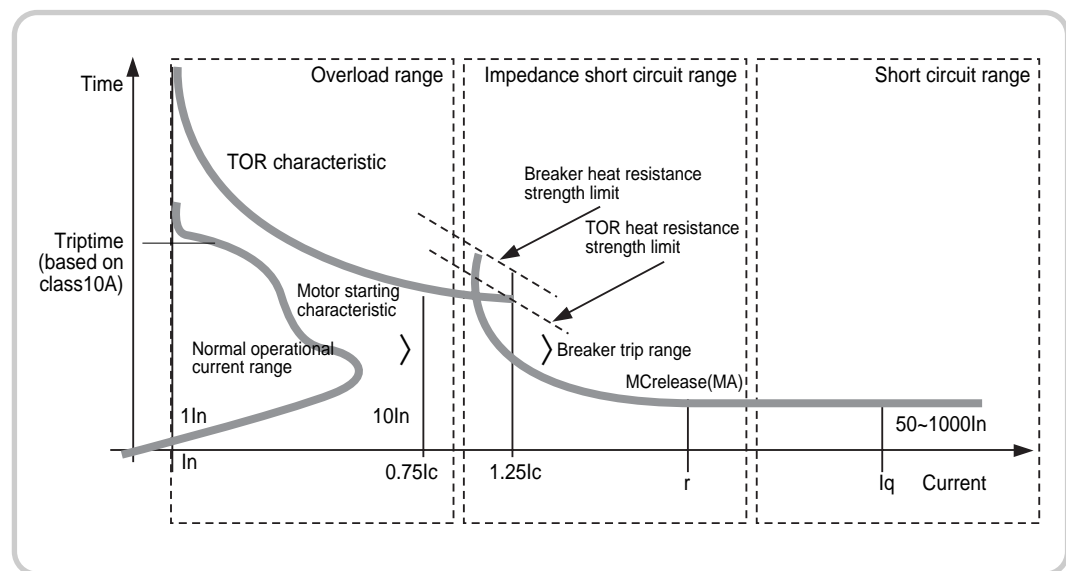 Time
Overload range
Impedance short circuit range
Short circuit range
TOR characteristic
Breaker heat resistance
strength limit
TOR heat resistance
strength limit
Triptime
(based on
class10A)
Motor starting
characteristic
Normal operational
current range
Breaker trip range
MCrelease(MA)
1In
10In
50~1000In
In
0.75Ic
1.25Ic
r
Iq
Current